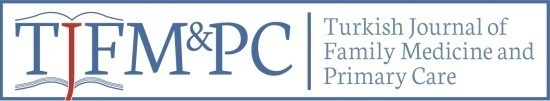 TJFM&PC
Turkish Journal of
Family Medicine and
Primary Care